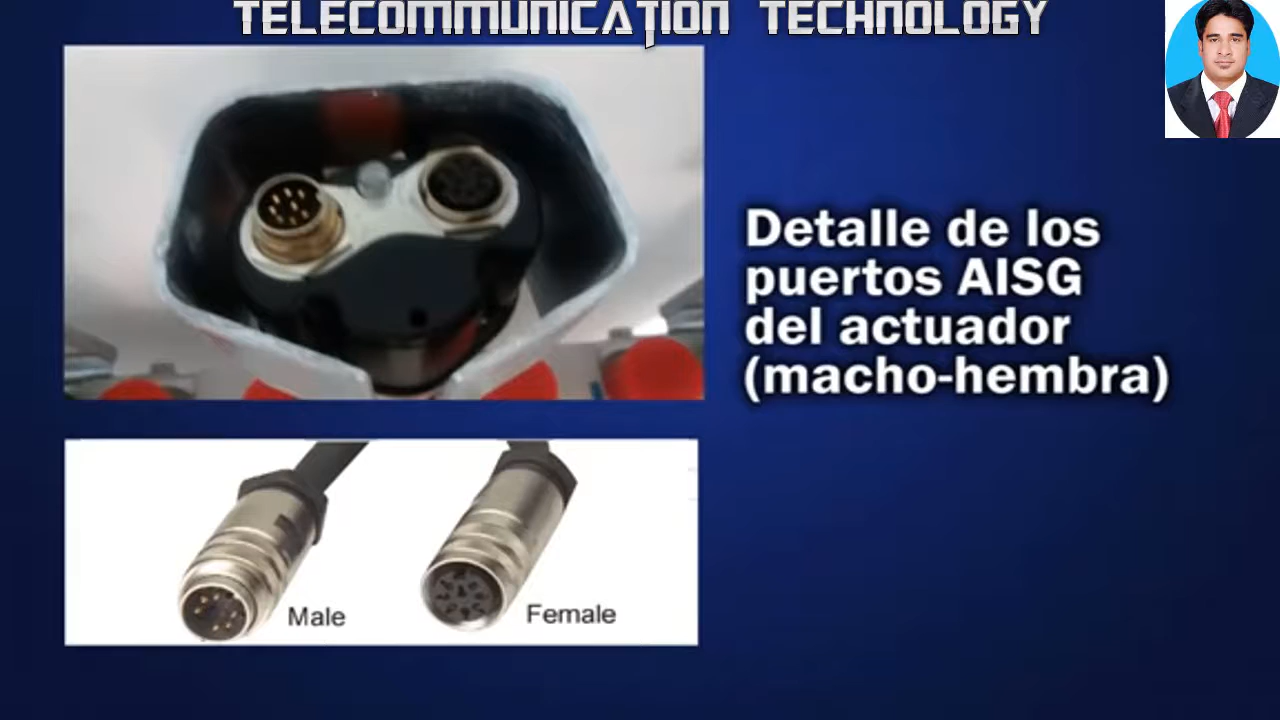 TELECOMMUNICATION TECHNOLOGY
Detalle de los
puertos AISG
del actuador
(macho-hembra)
Male
Female